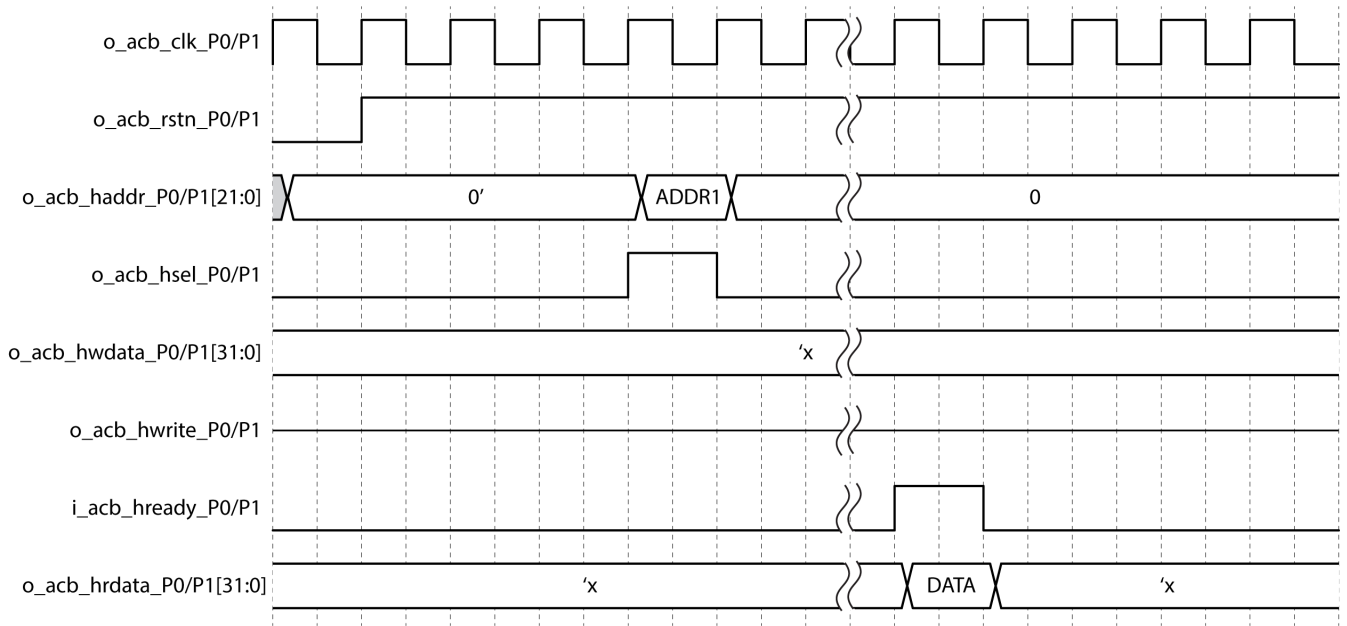 o_acb_clk_P0/P1
o_acb_rstn_P0/P1
o_acb_haddr_P0/P1[21:0] 0’ ADDR1 0
o_acb_hsel_P0/P1
o_acb_hwdata_P0/P1[31:0] ‘x
o_acb_hwrite_P0/P1
i_acb_hready_P0/P1
o_acb_hrdata_P0/P1[31:0] ‘x DATA ‘x